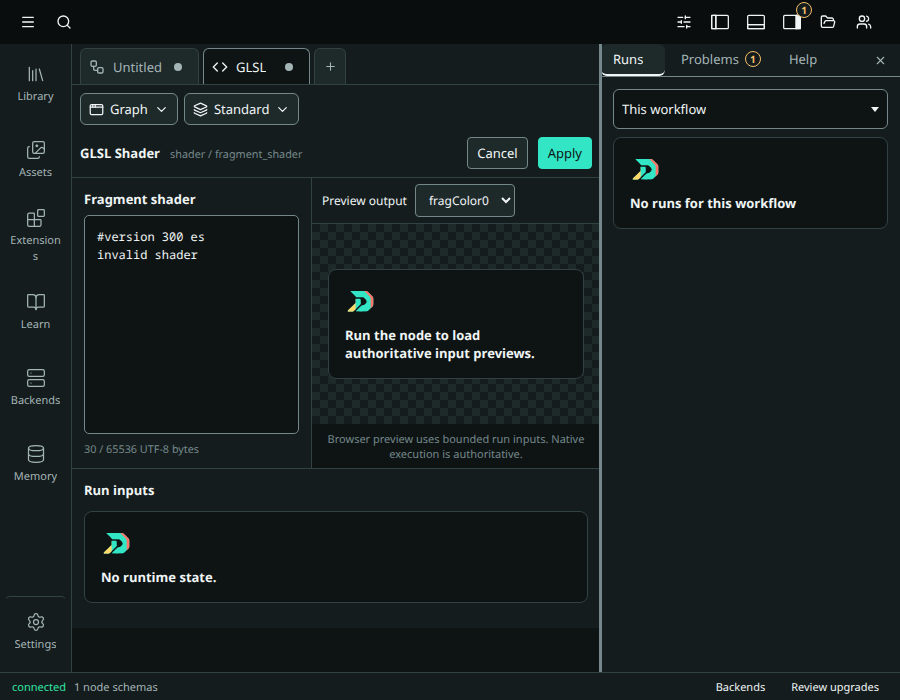 1
Library
Assets
Extension
s
Learn
Backends
Memory
Settings
Untitled
GLSL
Graph
Standard
GLSL Shader
shader / fragment_shader
Cancel
Apply
Fragment shader
#version 300 es
invalid shader
30 / 65536 UTF-8 bytes
Preview output
fragColor0
Run the node to load
authoritative input previews.
Browser preview uses bounded run inputs. Native
execution is authoritative.
Run inputs
No runtime state.
Runs
Problems 1
Help
This workflow
No runs for this workflow
connected
1 node schemas
Backends
Review upgrades